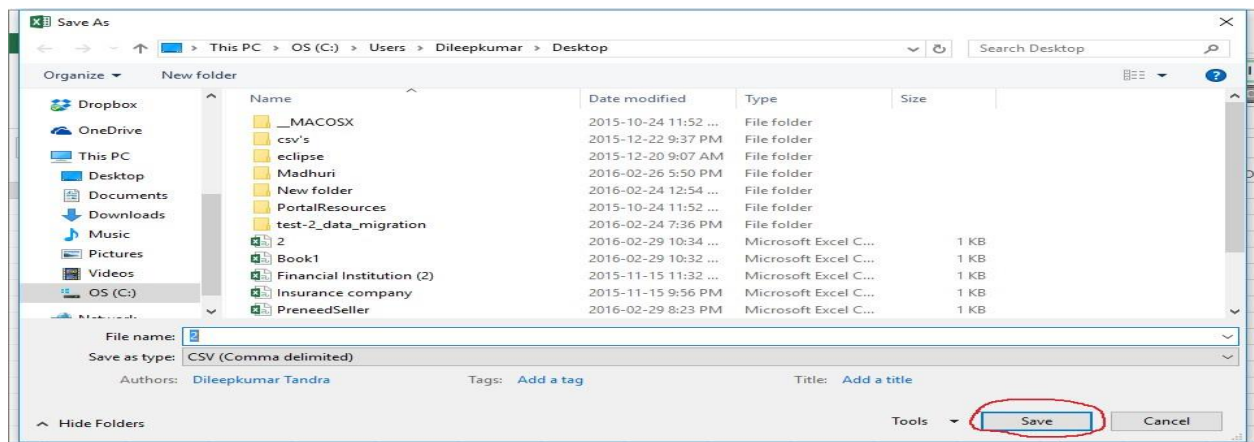 Save As
This PC > OS (C:) > Users > Dileepkumar > Desktop
Search Desktop
Organize
New folder
Dropbox
OneDrive
This PC
Desktop
Documents
Downloads
Music
Pictures
Videos
OS (C:)
Name Date modified Type Size
__MACOSX 2015-10-24 11:52 ... File folder
csv's 2015-12-22 9:37 PM File folder
eclipse 2015-12-20 9:07 AM File folder
Madhuri 2016-02-26 5:50 PM File folder
New folder 2016-02-24 12:54 ... File folder
PortalResources 2015-10-24 11:52 ... File folder
test-2_data_migration 2016-02-24 7:36 PM File folder
2 2016-02-29 10:34 ... Microsoft Excel C... 1 KB
Book1 2016-02-29 10:32 ... Microsoft Excel C... 1 KB
Financial Institution (2) 2015-11-15 11:32 ... Microsoft Excel C... 1 KB
Insurance company 2015-11-15 9:56 PM Microsoft Excel C... 1 KB
PreneedSeller 2016-02-29 8:23 PM Microsoft Excel C... 1 KB
File name: 2
Save as type: CSV (Comma delimited)
Authors: Dileepkumar Tandra Tags: Add a tag Title: Add a title
Hide Folders
Tools Save Cancel